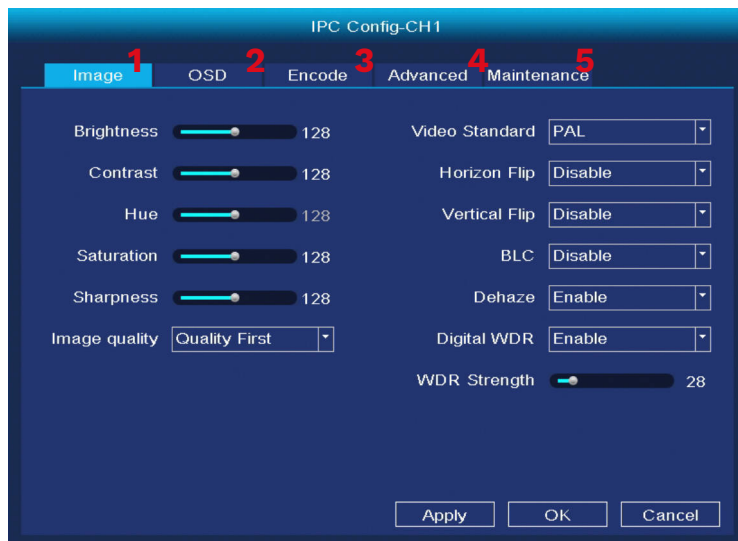 IPC Config-CH1
1 2 3 4 5
Image OSD Encode Advanced Maintenance
Brightness 128 Video Standard PAL
Contrast 128 Horizon Flip Disable
Hue 128 Vertical Flip Disable
Saturation 128 BLC Disable
Sharpness 128 Dehaze Enable
Image quality Quality First Digital WDR Enable
WDR Strength 28
Apply OK Cancel